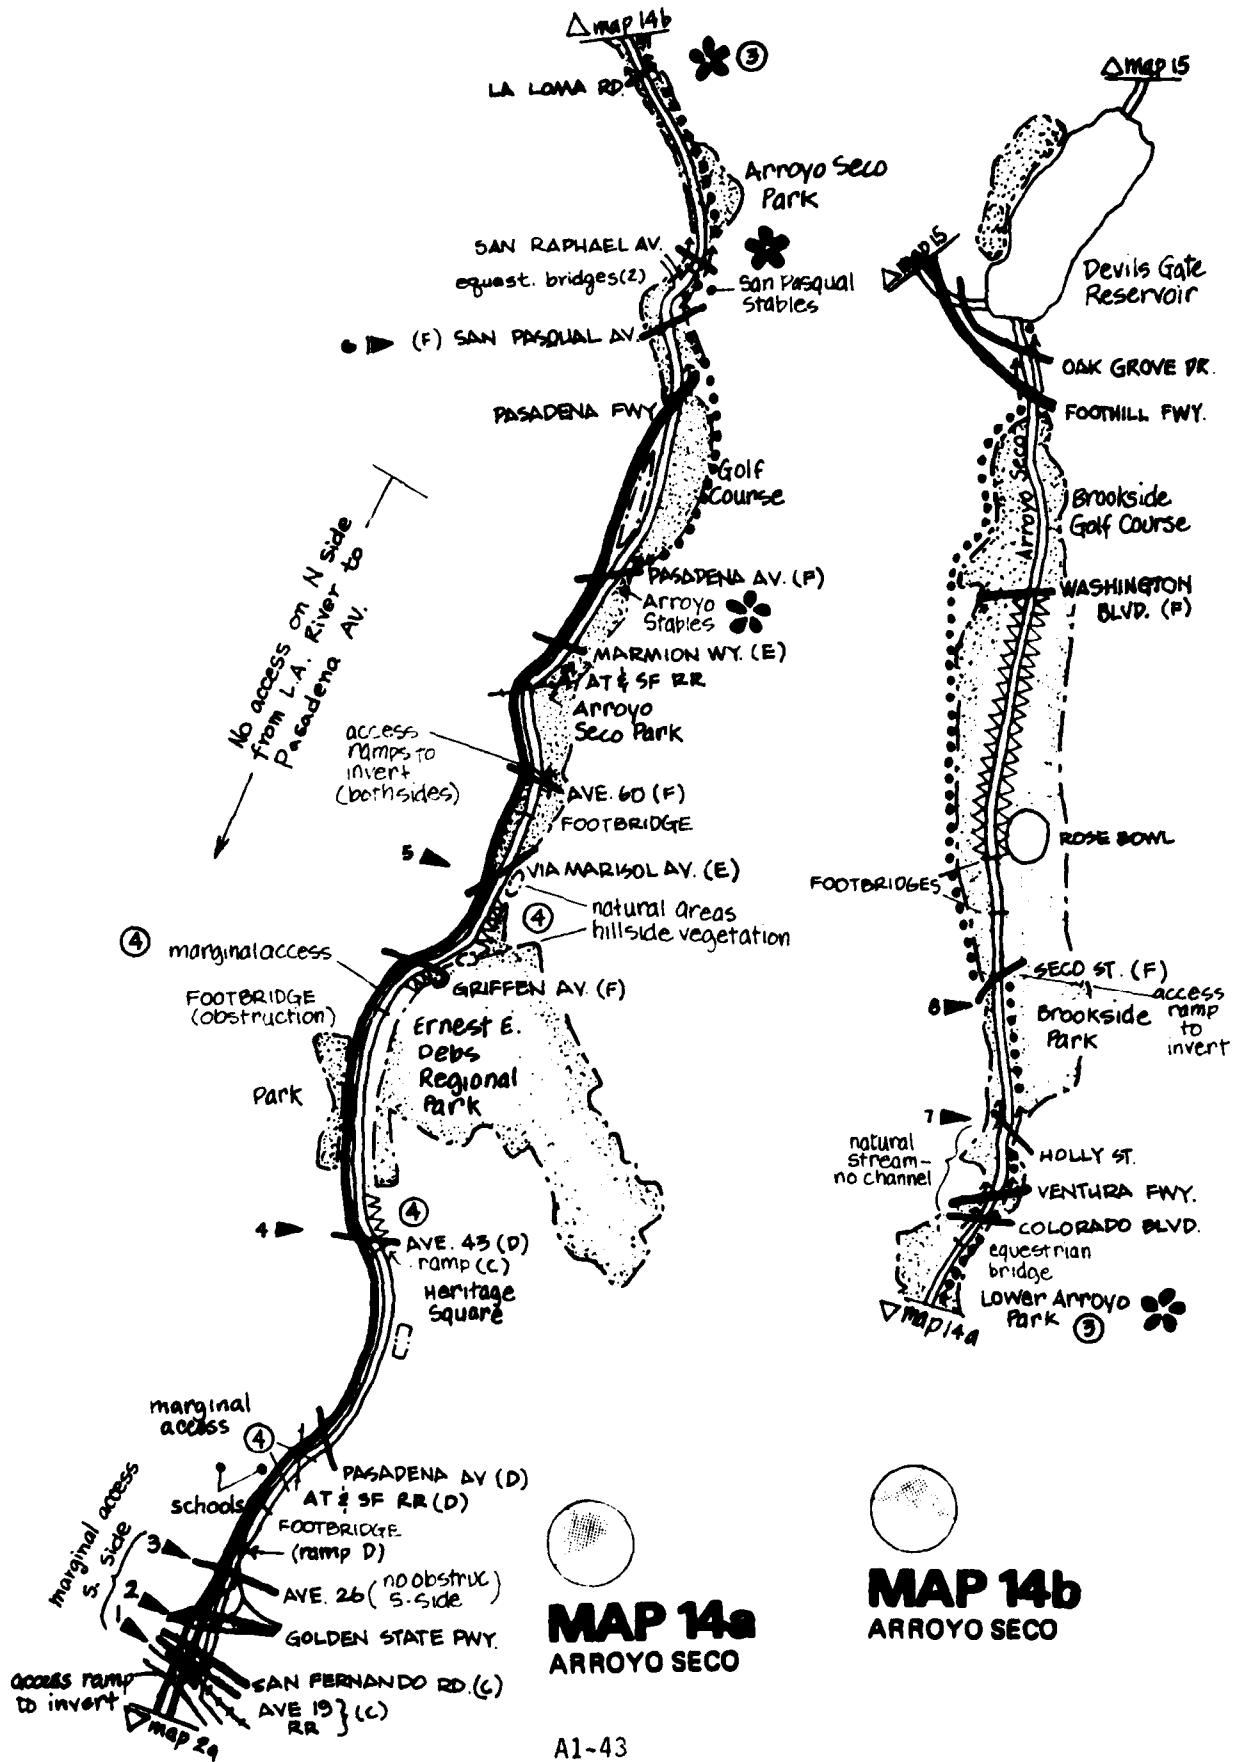 map 14b
3
LA LOMA RD.
Arroyo Seco
Park
SAN RAPHAEL AV.
equest. bridges(2)
San Pasqual
Stables
6
(F) SAN PASQUAL AV.
PASADENA FWY
Golf
Course
No access on N side
from L.A. River to
Pasadena AV.
PASADENA AV. (F)
Arroyo
Stables
MARMION WY. (E)
AT & SF RR
Arroyo
Seco Park
access
ramps to
invert
(both sides)
AVE. 60 (F)
FOOTBRIDGE
5
VIA MARISOL AV. (E)
4
natural areas
hillside vegetation
4
marginal access
GRIFFEN AV. (F)
FOOTBRIDGE
(obstruction)
Ernest E.
Debs
Regional
Park
Park
4
4
AVE. 43 (D)
ramp (C)
Heritage
Square
marginal
access
4
PASADENA AV (D)
AT & SF RR (D)
schools
FOOTBRIDGE
(ramp D)
marginal access
S. side
3
2
1
AVE. 26 (no obstruc)
S. side
GOLDEN STATE FWY.
SAN FERNANDO RD. (C)
AVE 19 } (C)
RR
access ramp
to invert
map 2a
MAP 14a
ARROYO SECO
map 15
map 15
Devils Gate
Reservoir
OAK GROVE DR.
FOOTHILL FWY.
Arroyo Seco
Brookside
Golf Course
WASHINGTON
BLVD. (F)
ROSE BOWL
FOOTBRIDGES
SECO ST. (F)
access
ramp
to
invert
8
Brookside
Park
7
natural
stream-
no channel
HOLLY ST.
VENTURA FWY.
COLORADO BLVD.
equestrian
bridge
Lower Arroyo
Park 3
map 14a
MAP 14b
ARROYO SECO
A1-43